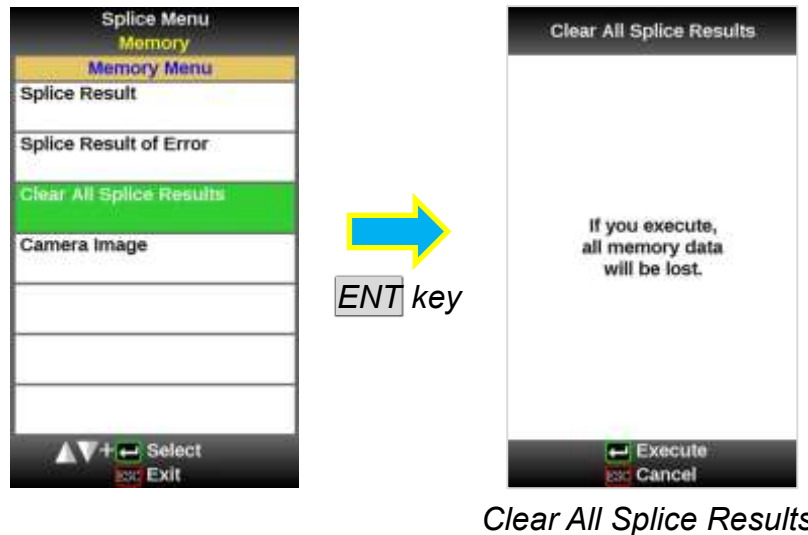 Splice Menu
Memory
Memory Menu
Splice Result
Splice Result of Error
Clear All Splice Results
Camera Image
▲▼+↵ Select
ESC Exit
ENT key
Clear All Splice Results
If you execute,
all memory data
will be lost.
↵ Execute
ESC Cancel
Clear All Splice Results